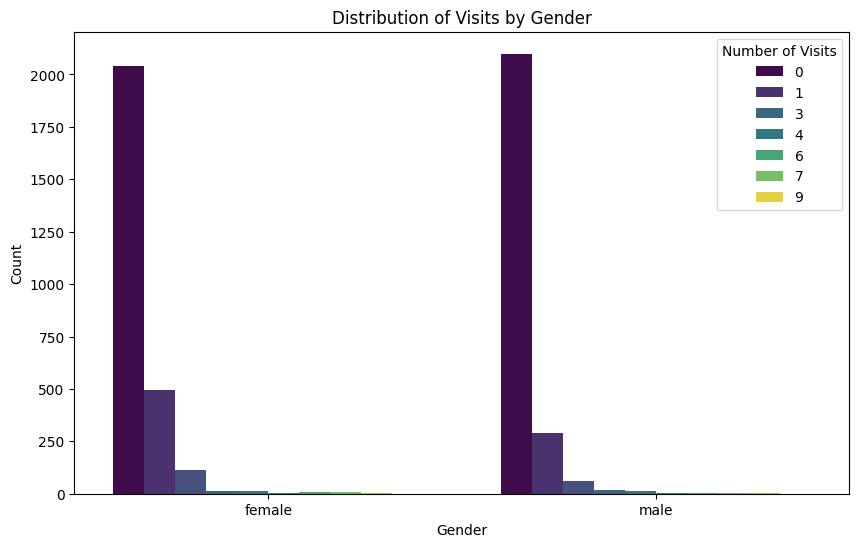 Distribution of Visits by Gender
Number of Visits
0
1
3
4
6
7
9
2000
1750
1500
1250
1000
750
500
250
0
Count
female
male
Gender